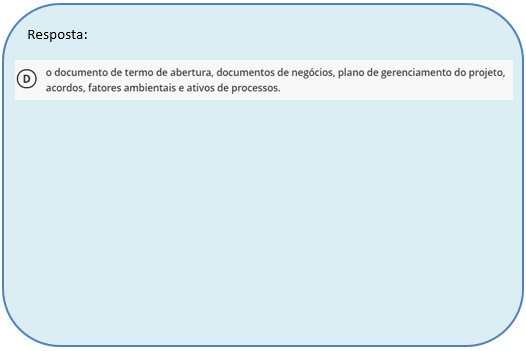 Resposta:
D o documento de termo de abertura, documentos de negócios, plano de gerenciamento do projeto,
acordos, fatores ambientais e ativos de processos.